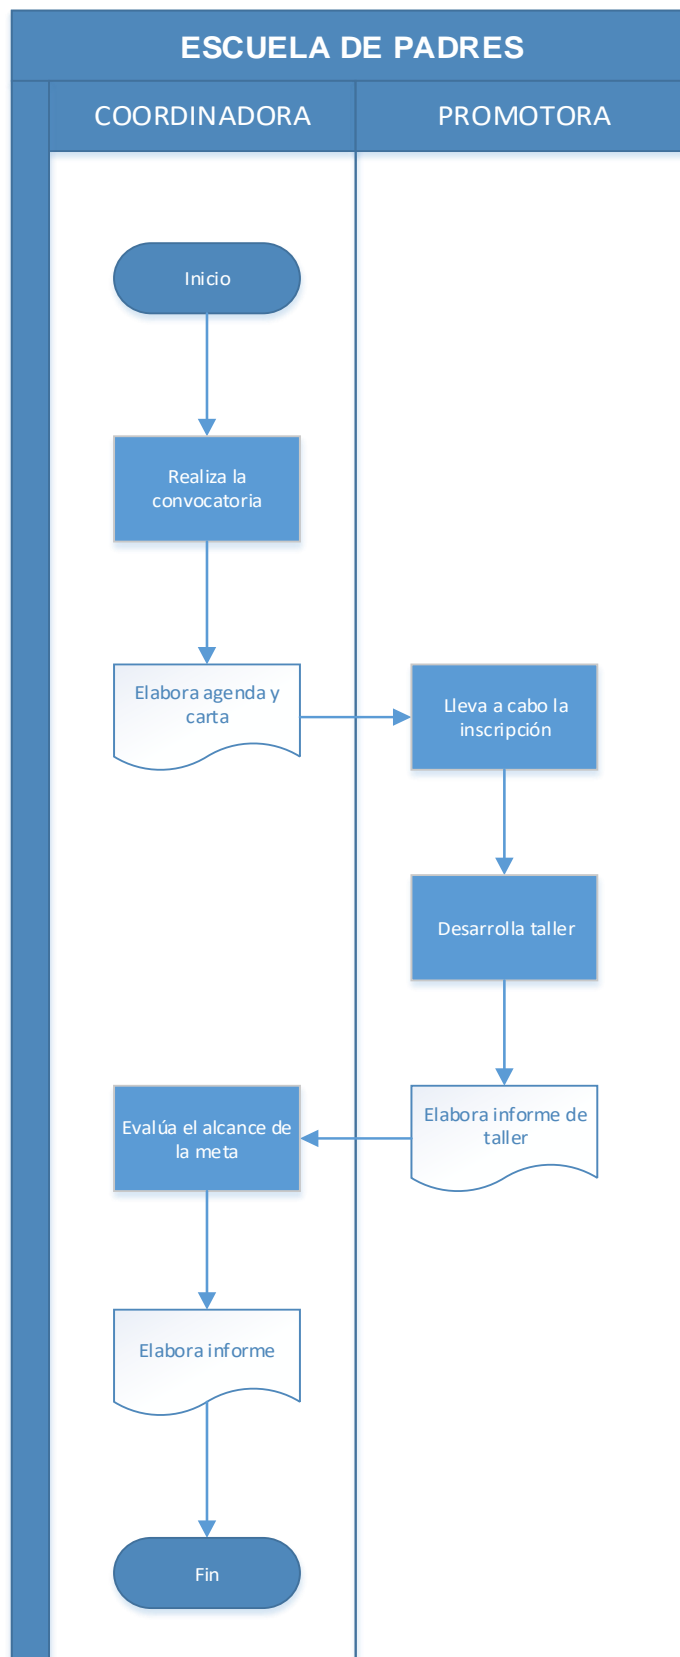 ESCUELA DE PADRES
COORDINADORA
PROMOTORA
Inicio
Realiza la
convocatoria
Elabora agenda y
carta
Lleva a cabo la
inscripción
Desarrolla taller
Elabora informe de
taller
Evalúa el alcance de
la meta
Elabora informe
Fin